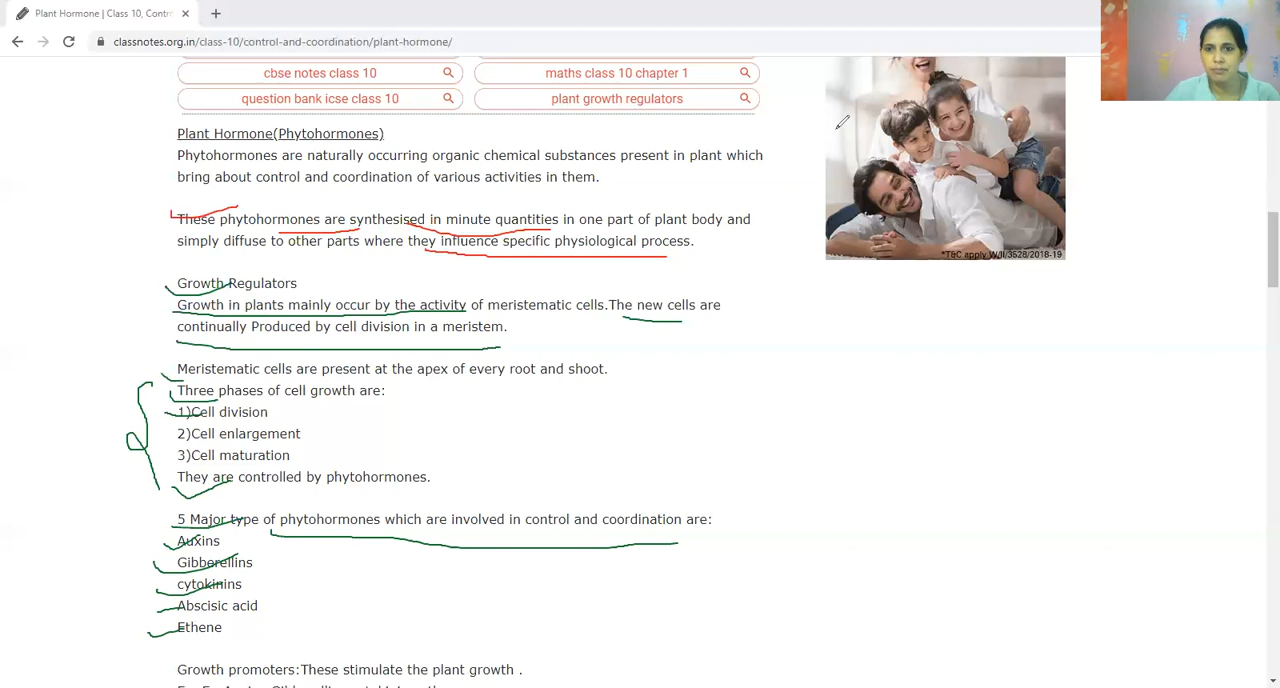 Plant Hormone | Class 10, Contr
classnotes.org.in/class-10/control-and-coordination/plant-hormone/
cbse notes class 10
maths class 10 chapter 1
question bank icse class 10
plant growth regulators
Plant Hormone(Phytohormones)
Phytohormones are naturally occurring organic chemical substances present in plant which
bring about control and coordination of various activities in them.
These phytohormones are synthesised in minute quantities in one part of plant body and
simply diffuse to other parts where they influence specific physiological process.
*T&C apply W/II/3528/2018-19
Growth Regulators
Growth in plants mainly occur by the activity of meristematic cells.The new cells are
continually Produced by cell division in a meristem.
Meristematic cells are present at the apex of every root and shoot.
Three phases of cell growth are:
1)Cell division
2)Cell enlargement
3)Cell maturation
They are controlled by phytohormones.
5 Major type of phytohormones which are involved in control and coordination are:
Auxins
Gibberellins
cytokinins
Abscisic acid
Ethene
Growth promoters:These stimulate the plant growth .